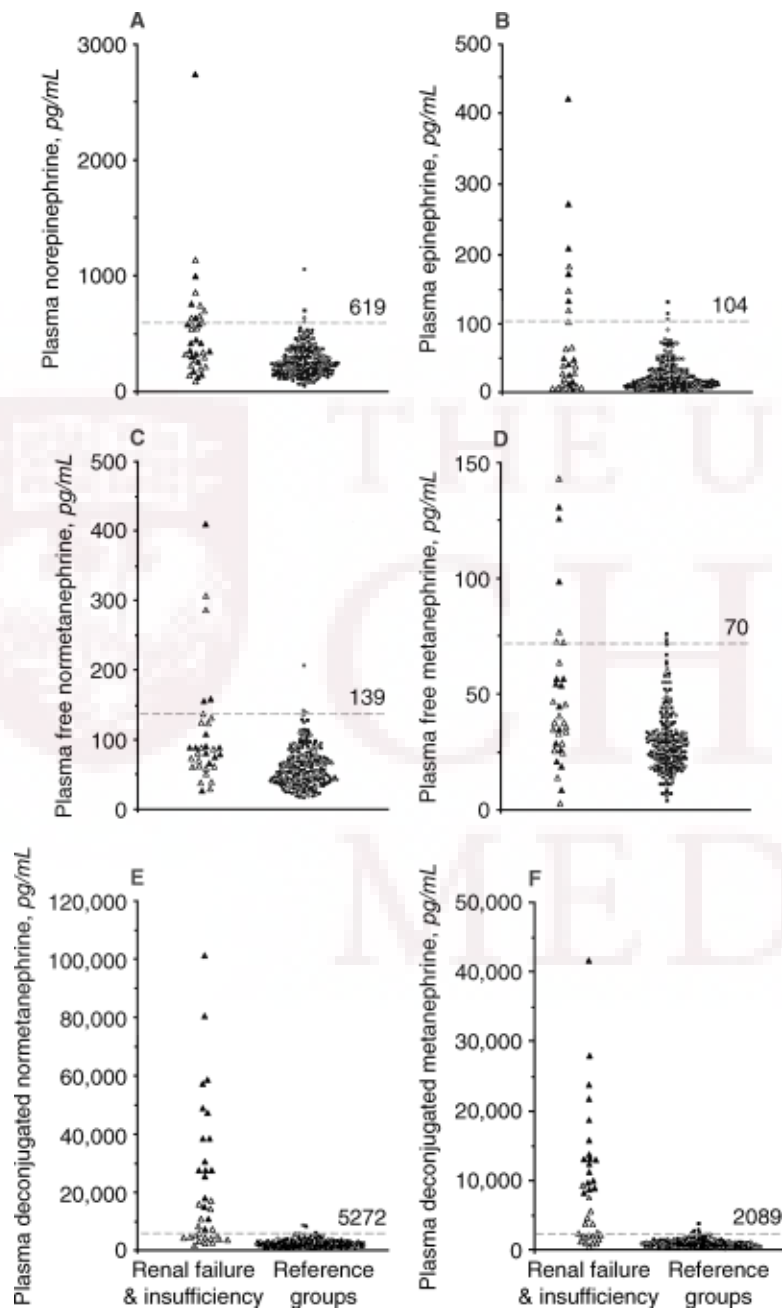 A
Plasma norepinephrine, pg/mL
3000
2000
1000
0
619
B
Plasma epinephrine, pg/mL
500
400
300
200
100
0
104
C
Plasma free normetanephrine, pg/mL
500
400
300
200
100
0
139
D
Plasma free metanephrine, pg/mL
150
100
50
0
70
E
Plasma deconjugated normetanephrine, pg/mL
120,000
100,000
80,000
60,000
40,000
20,000
0
5272
Renal failure
& insufficiency
Reference
groups
F
Plasma deconjugated metanephrine, pg/mL
50,000
40,000
30,000
20,000
10,000
0
2089
Renal failure
& insufficiency
Reference
groups
THE U
CH
MED